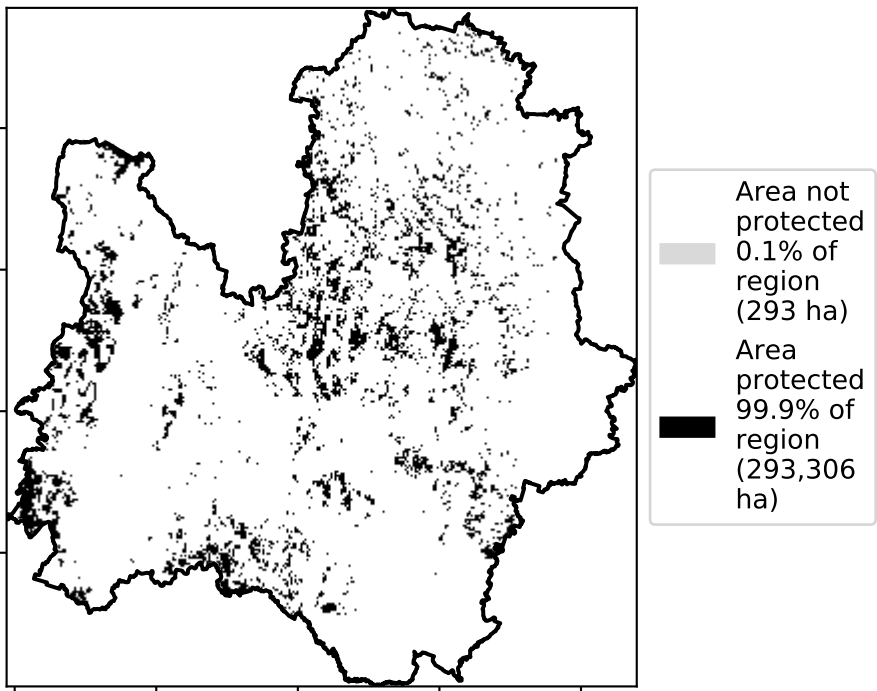 Area not
protected
0.1% of
region
(293 ha)
Area
protected
99.9% of
region
(293,306
ha)